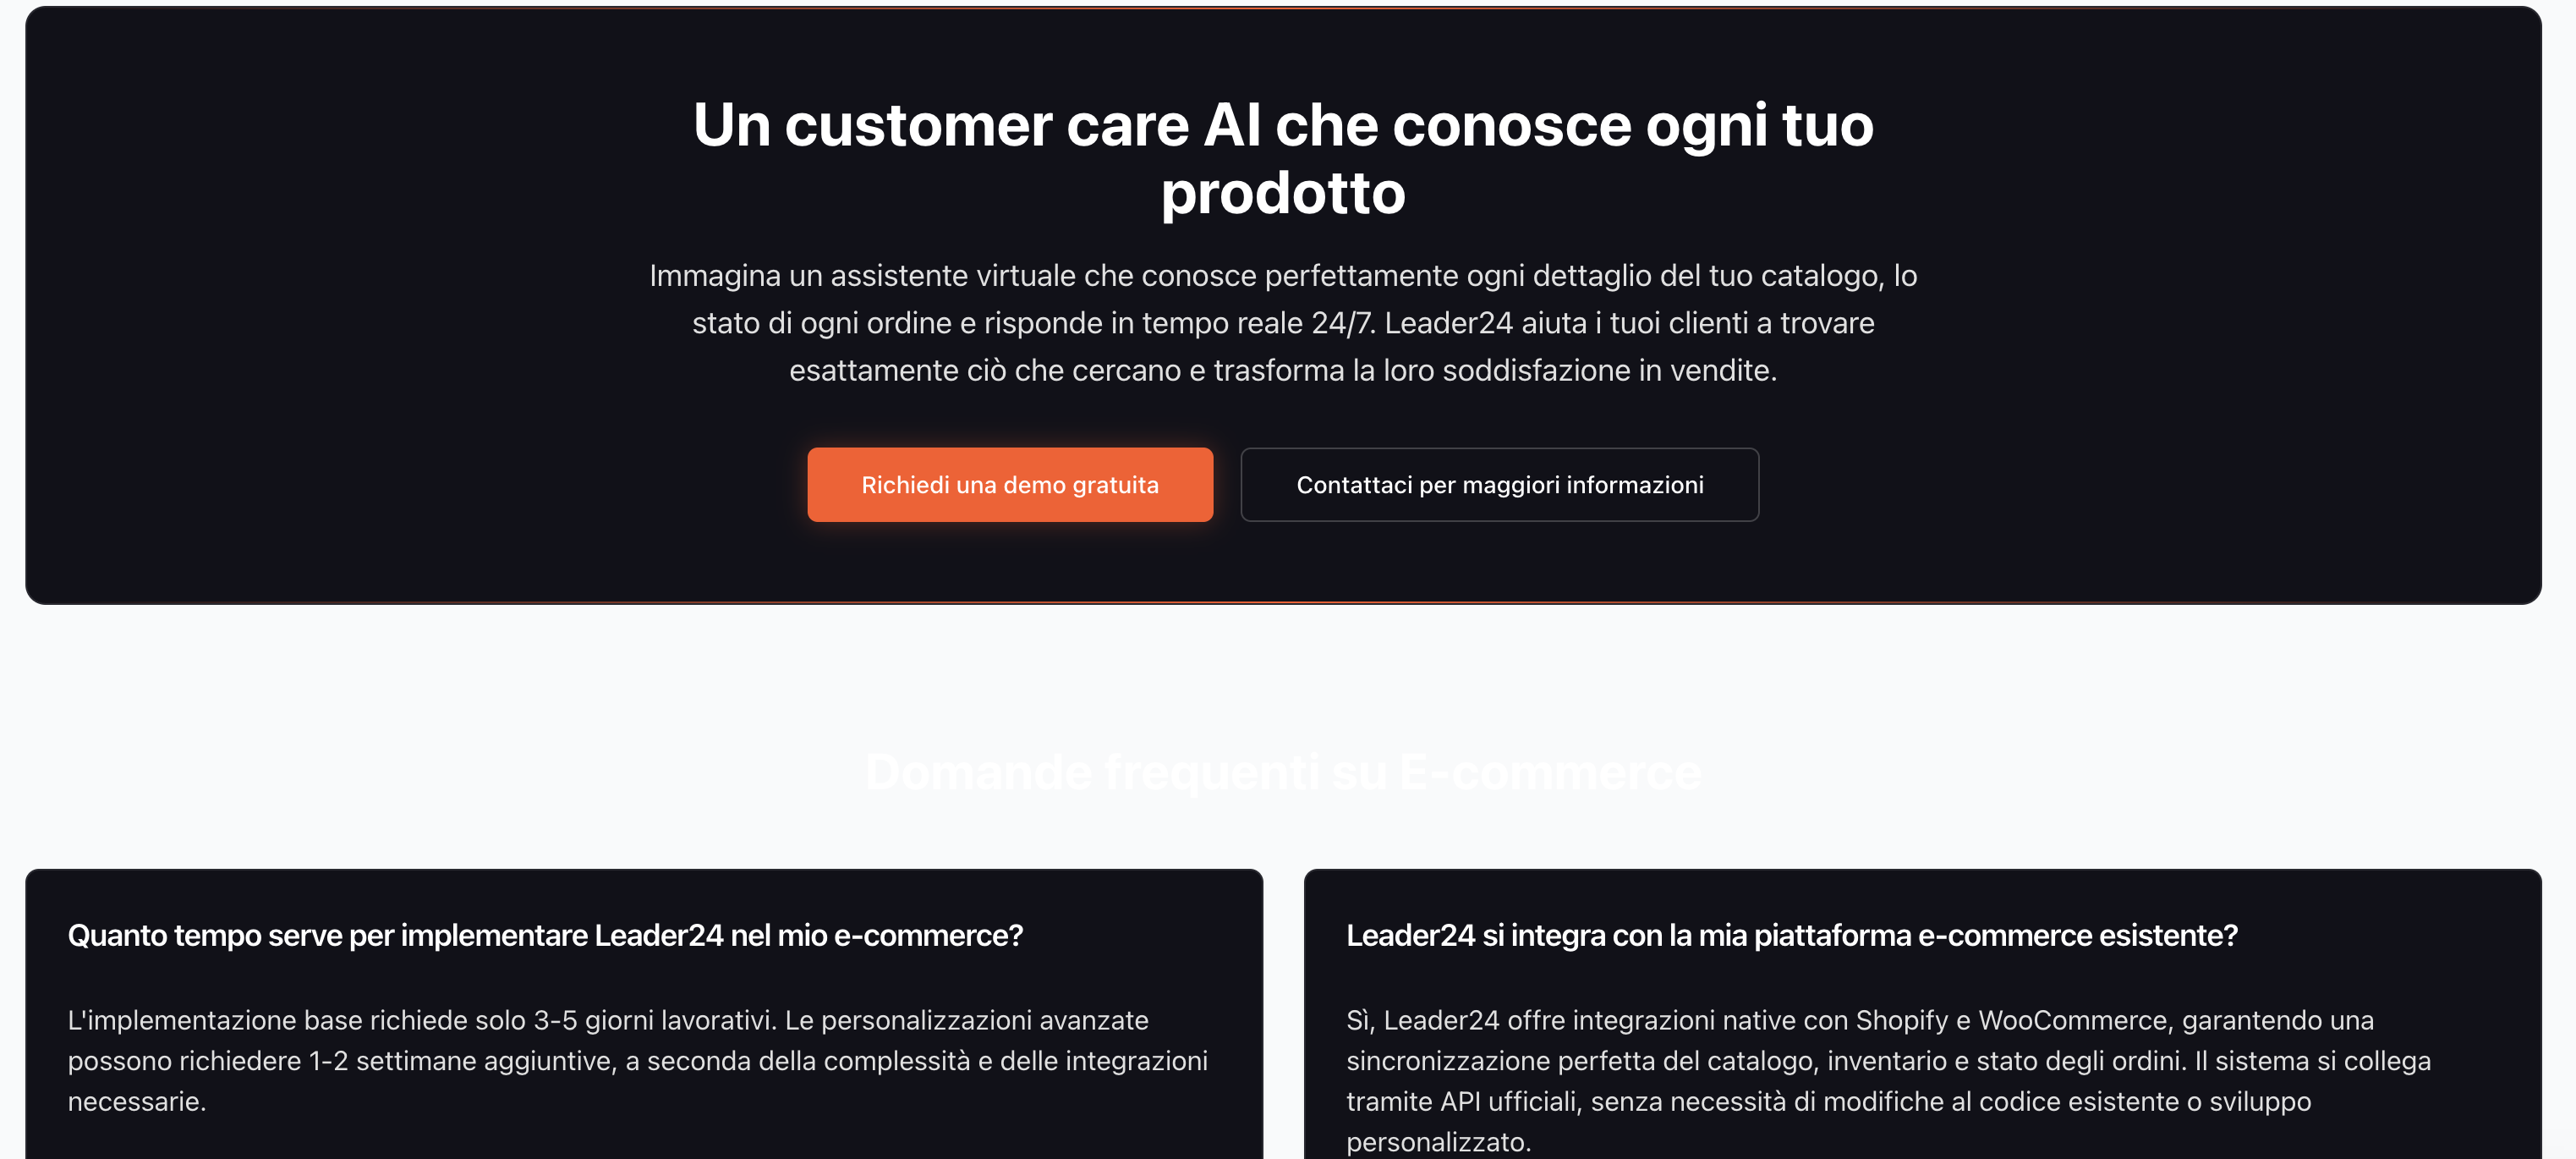 Un customer care AI che conosce ogni tuo
prodotto
Immagina un assistente virtuale che conosce perfettamente ogni dettaglio del tuo catalogo, lo
stato di ogni ordine e risponde in tempo reale 24/7. Leader24 aiuta i tuoi clienti a trovare
esattamente ciò che cercano e trasforma la loro soddisfazione in vendite.
Richiedi una demo gratuita
Contattaci per maggiori informazioni
Domande frequenti su E-commerce
Quanto tempo serve per implementare Leader24 nel mio e-commerce?
L'implementazione base richiede solo 3-5 giorni lavorativi. Le personalizzazioni avanzate
possono richiedere 1-2 settimane aggiuntive, a seconda della complessità e delle integrazioni
necessarie.
Leader24 si integra con la mia piattaforma e-commerce esistente?
Sì, Leader24 offre integrazioni native con Shopify e WooCommerce, garantendo una
sincronizzazione perfetta del catalogo, inventario e stato degli ordini. Il sistema si collega
tramite API ufficiali, senza necessità di modifiche al codice esistente o sviluppo
personalizzato.